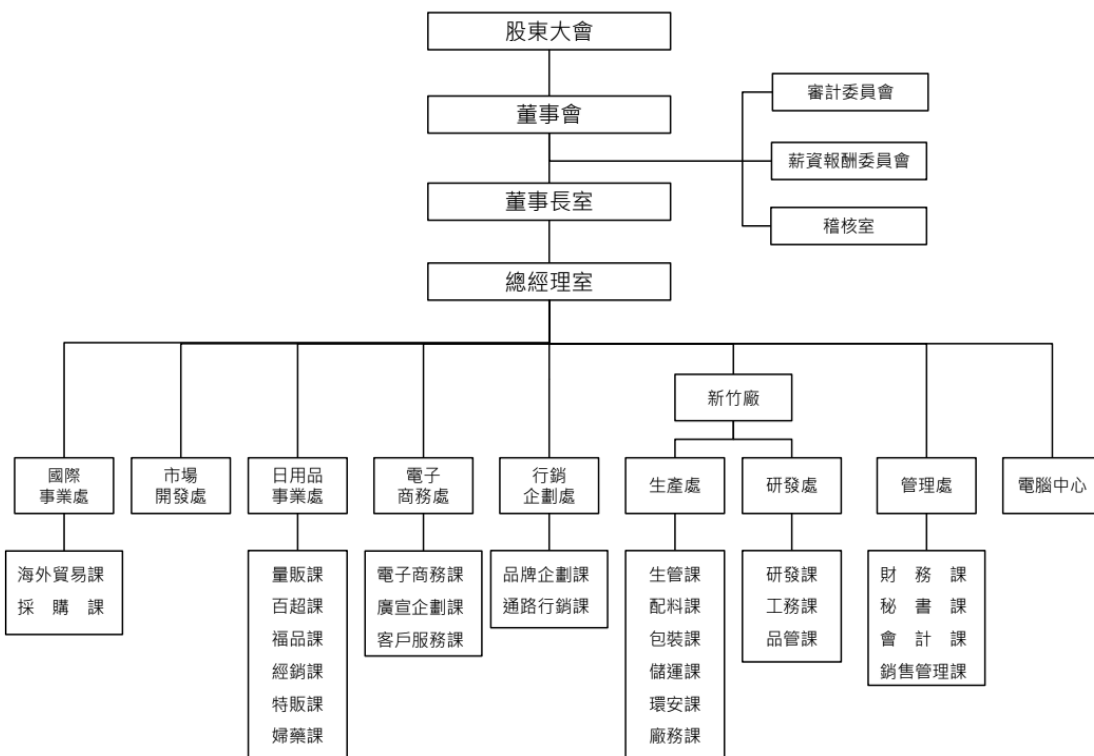 股東大會
董事會
審計委員會
薪資報酬委員會
董事長室
稽核室
總經理室
新竹廠
國際
事業處
市場
開發處
日用品
事業處
電子
商務處
行銷
企劃處
生產處
研發處
管理處
電腦中心
海外貿易課
採購課
量販課
百超課
福品課
經銷課
特販課
婦藥課
電子商務課
廣宣企劃課
客戶服務課
品牌企劃課
通路行銷課
生管課
配料課
包裝課
儲運課
環安課
廠務課
研發課
工務課
品管課
財務課
秘書課
會計課
銷售管理課